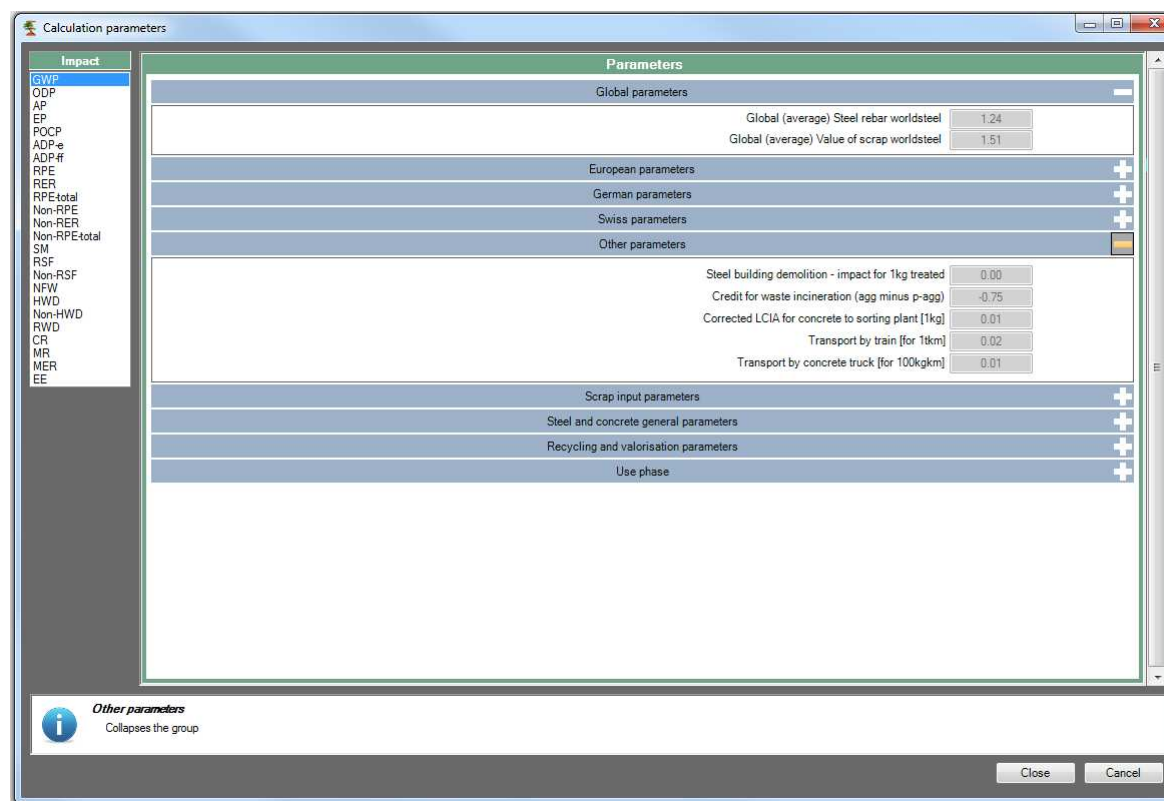 Calculation parameters
Impact
GWP
ODP
AP
EP
POCP
ADP-e
ADP-ff
RPE
RER
RPE-total
Non-RPE
Non-RER
Non-RPE-total
SM
RSF
Non-RSF
NFW
HWD
Non-HWD
RWD
CR
MR
MER
EE
Parameters
Global parameters
Global (average) Steel rebar worldsteel 1.24
Global (average) Value of scrap worldsteel 1.51
European parameters
German parameters
Swiss parameters
Other parameters
Steel building demolition - impact for 1kg treated 0.00
Credit for waste incineration (agg minus p-agg) -0.75
Corrected LCIA for concrete to sorting plant [1kg] 0.01
Transport by train [for 1tkm] 0.02
Transport by concrete truck [for 100kgkm] 0.01
Scrap input parameters
Steel and concrete general parameters
Recycling and valorisation parameters
Use phase
Other parameters
Collapses the group
Close Cancel